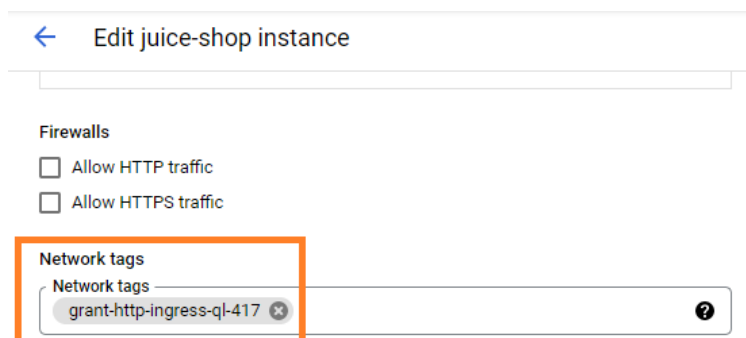 Edit juice-shop instance
Firewalls
Allow HTTP traffic
Allow HTTPS traffic
Network tags
Network tags
grant-http-ingress-ql-417